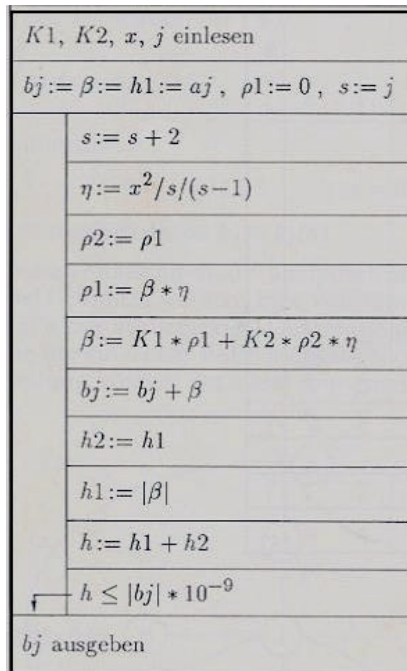 K1, K2, x, j einlesen
bj := β := h1 := aj , ρ1 := 0 , s := j
s := s + 2
η := x²/s/(s−1)
ρ2 := ρ1
ρ1 := β * η
β := K1 * ρ1 + K2 * ρ2 * η
bj := bj + β
h2 := h1
h1 := |β|
h := h1 + h2
h ≤ |bj| * 10⁻⁹
bj ausgeben